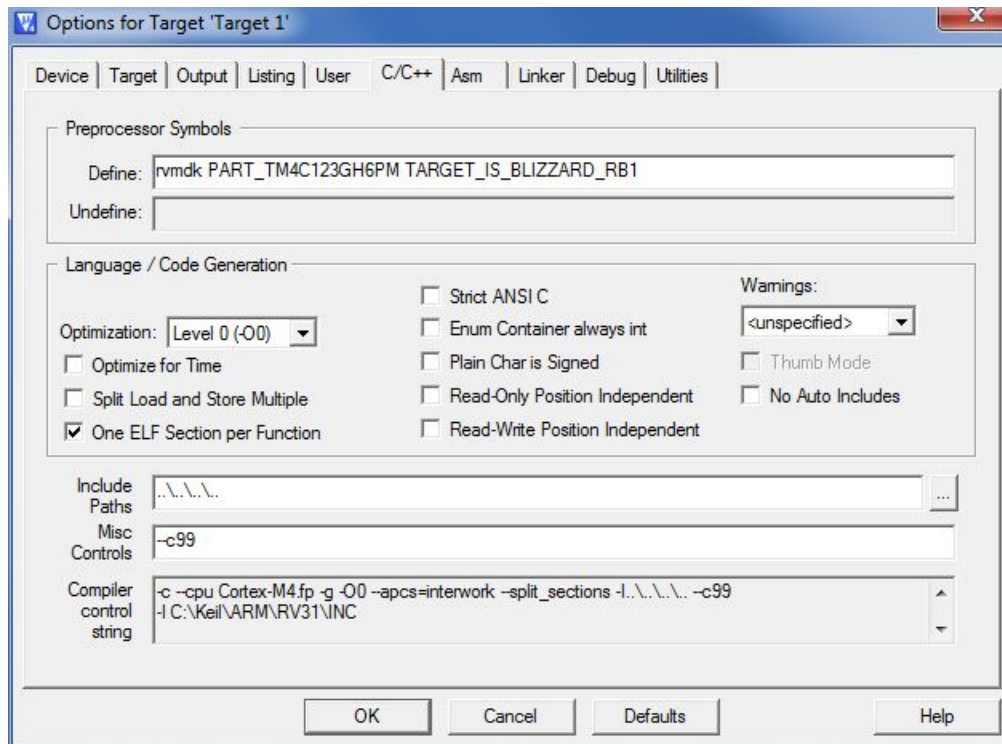 Options for Target 'Target 1'
Device Target Output Listing User C/C++ Asm Linker Debug Utilities
Preprocessor Symbols
Define: rvmdk PART_TM4C123GH6PM TARGET_IS_BLIZZARD_RB1
Undefine:
Language / Code Generation
Optimization: Level 0 (-O0)
Optimize for Time
Split Load and Store Multiple
One ELF Section per Function
Strict ANSI C
Enum Container always int
Plain Char is Signed
Read-Only Position Independent
Read-Write Position Independent
Warnings:
<unspecified>
Thumb Mode
No Auto Includes
Include Paths ..\..\..\.. ...
Misc Controls --c99
Compiler control string -c --cpu Cortex-M4.fp -g -O0 --apcs=interwork --split_sections -I..\..\..\.. --c99
-I C:\Keil\ARM\RV31\INC
OK Cancel Defaults Help